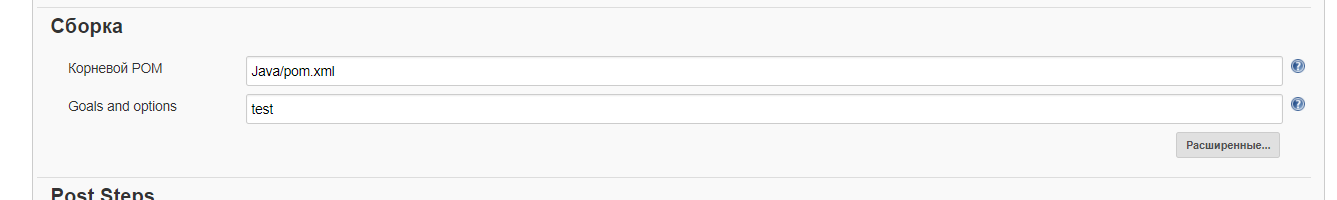 Сборка
Корневой POM
Java/pom.xml
Goals and options
test
Расширенные...
Post Steps